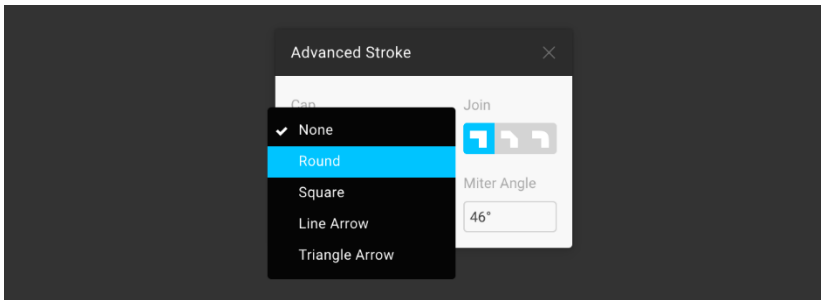 Advanced Stroke
Cap
Join
None
Round
Square
Miter Angle
Line Arrow
46°
Triangle Arrow